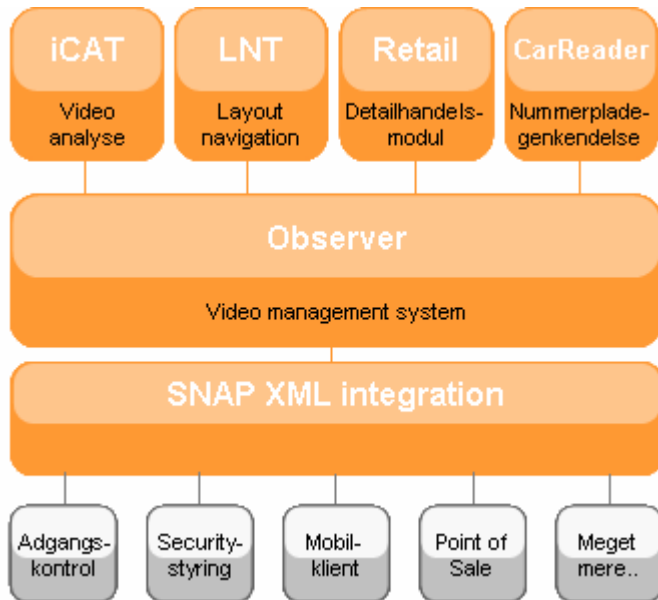 iCAT
Video
analyse
LNT
Layout
navigation
Retail
Detailhandels-
modul
CarReader
Nummerplade-
genkendelse
Observer
Video management system
SNAP XML integration
Adgangs-
kontrol
Security-
styring
Mobil-
klient
Point of
Sale
Meget
mere..